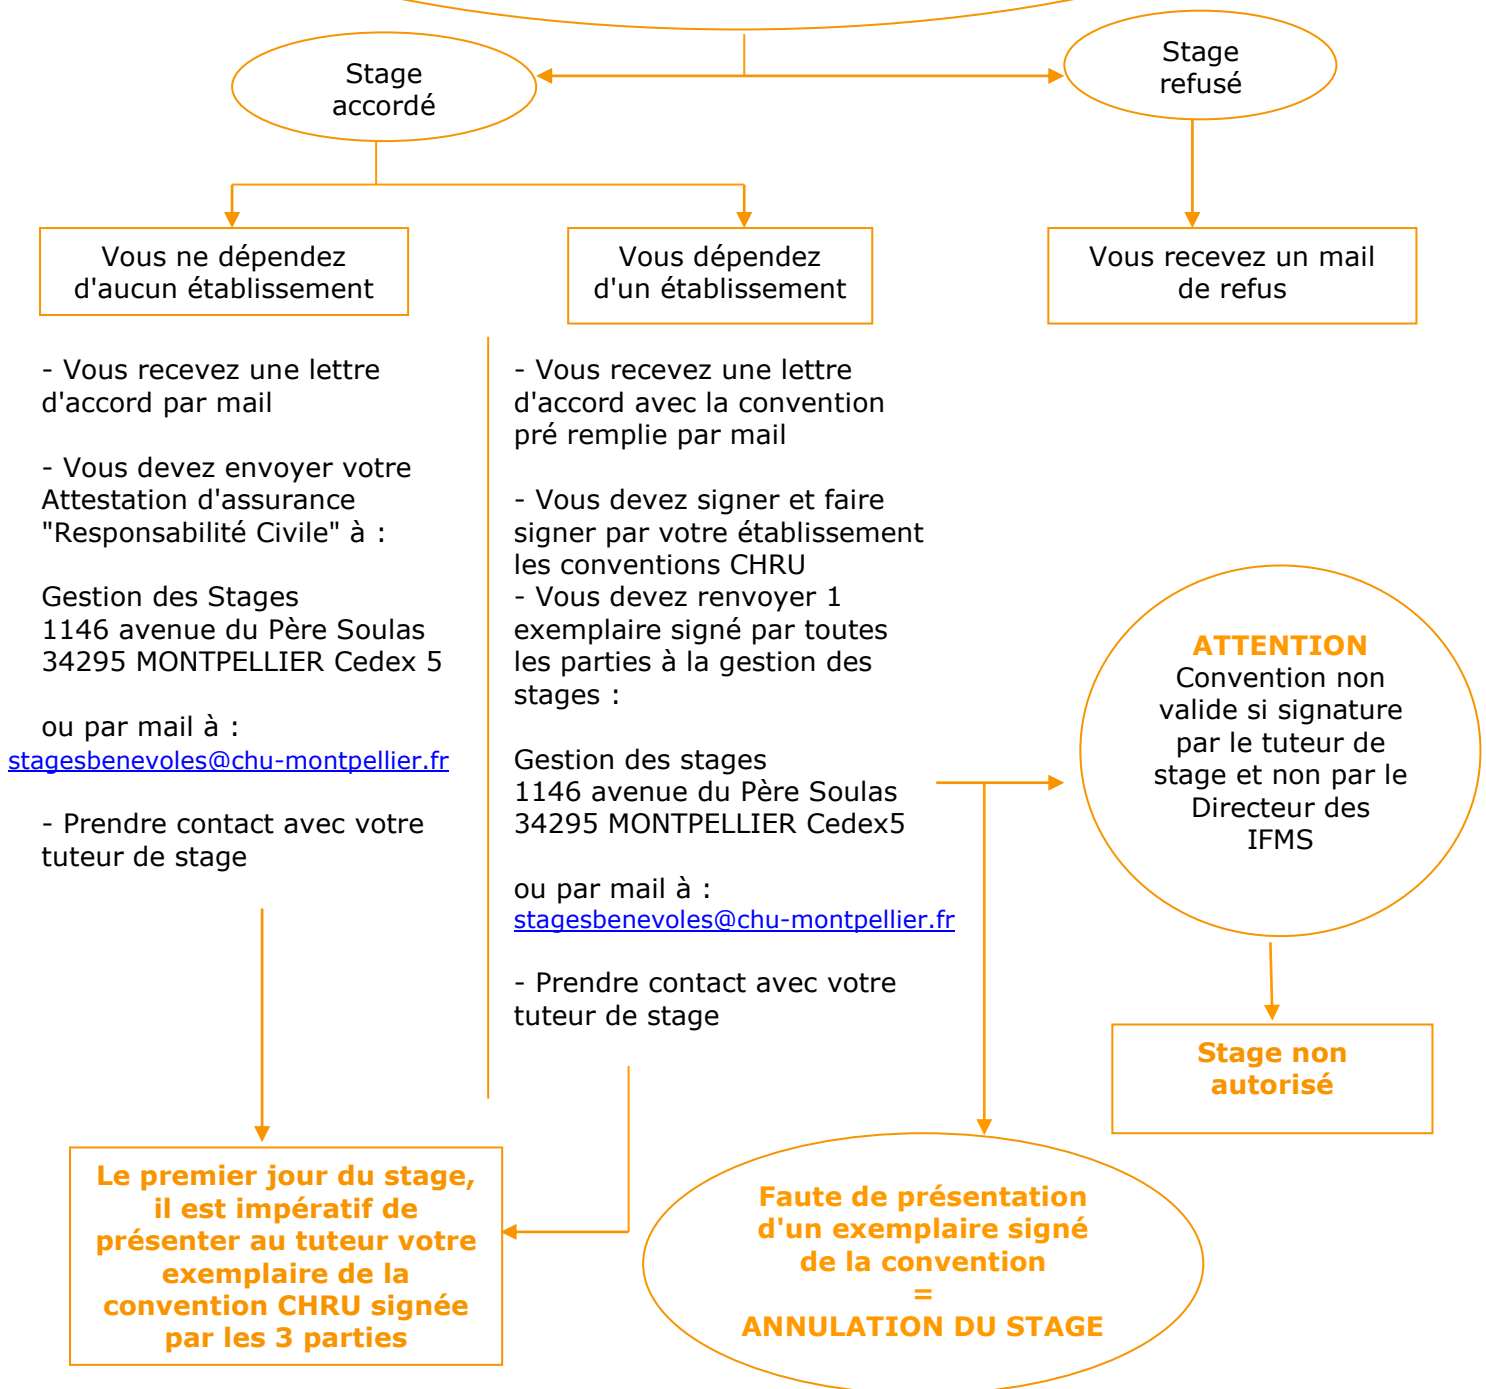 Stage
accordé
Stage
refusé
Vous ne dépendez
d'aucun établissement
Vous dépendez
d'un établissement
Vous recevez un mail
de refus
- Vous recevez une lettre
d'accord par mail
- Vous devez envoyer votre
Attestation d'assurance
"Responsabilité Civile" à :
Gestion des Stages
1146 avenue du Père Soulas
34295 MONTPELLIER Cedex 5
ou par mail à :
stagesbenevoles@chu-montpellier.fr
- Prendre contact avec votre
tuteur de stage
- Vous recevez une lettre
d'accord avec la convention
pré remplie par mail
- Vous devez signer et faire
signer par votre établissement
les conventions CHRU
- Vous devez renvoyer 1
exemplaire signé par toutes
les parties à la gestion des
stages :
Gestion des stages
1146 avenue du Père Soulas
34295 MONTPELLIER Cedex5
ou par mail à :
stagesbenevoles@chu-montpellier.fr
- Prendre contact avec votre
tuteur de stage
ATTENTION
Convention non
valide si signature
par le tuteur de
stage et non par le
Directeur des
IFMS
Stage non
autorisé
Le premier jour du stage,
il est impératif de
présenter au tuteur votre
exemplaire de la
convention CHRU signée
par les 3 parties
Faute de présentation
d'un exemplaire signé
de la convention
=
ANNULATION DU STAGE